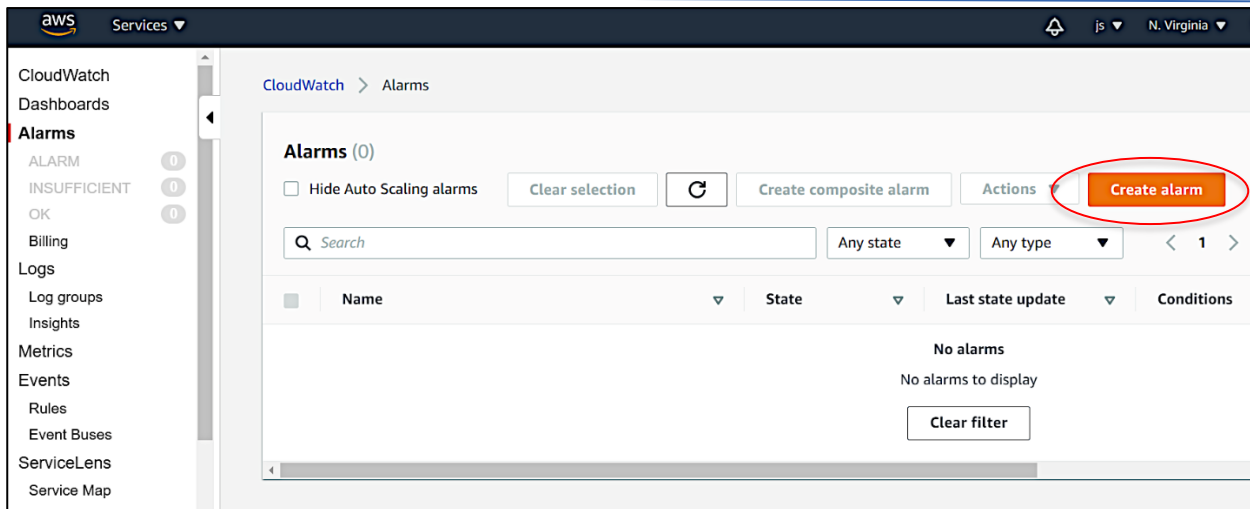 aws Services ▼ js ▼ N. Virginia ▼
CloudWatch
Dashboards
Alarms
ALARM 0
INSUFFICIENT 0
OK 0
Billing
Logs
Log groups
Insights
Metrics
Events
Rules
Event Buses
ServiceLens
Service Map
CloudWatch > Alarms
Alarms (0)
Hide Auto Scaling alarms Clear selection Create composite alarm Actions ▼ Create alarm
Search Any state ▼ Any type ▼ < 1 >
Name State Last state update Conditions
No alarms
No alarms to display
Clear filter